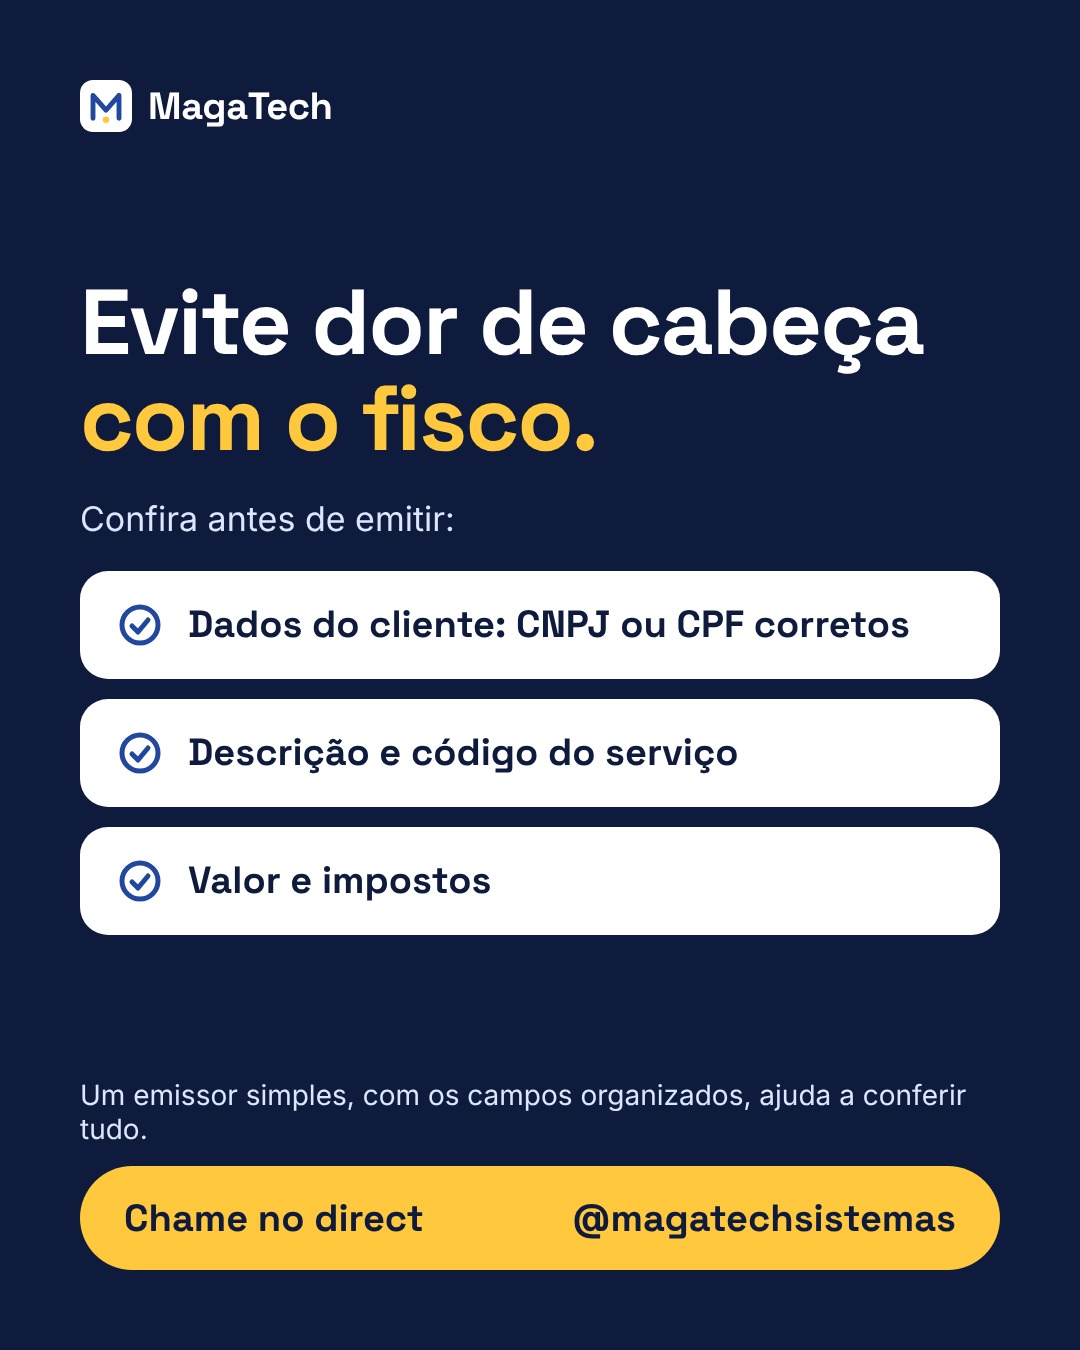 MagaTech
Evite dor de cabeça
com o fisco.
Confira antes de emitir:
Dados do cliente: CNPJ ou CPF corretos
Descrição e código do serviço
Valor e impostos
Um emissor simples, com os campos organizados, ajuda a conferir
tudo.
Chame no direct @magatechsistemas